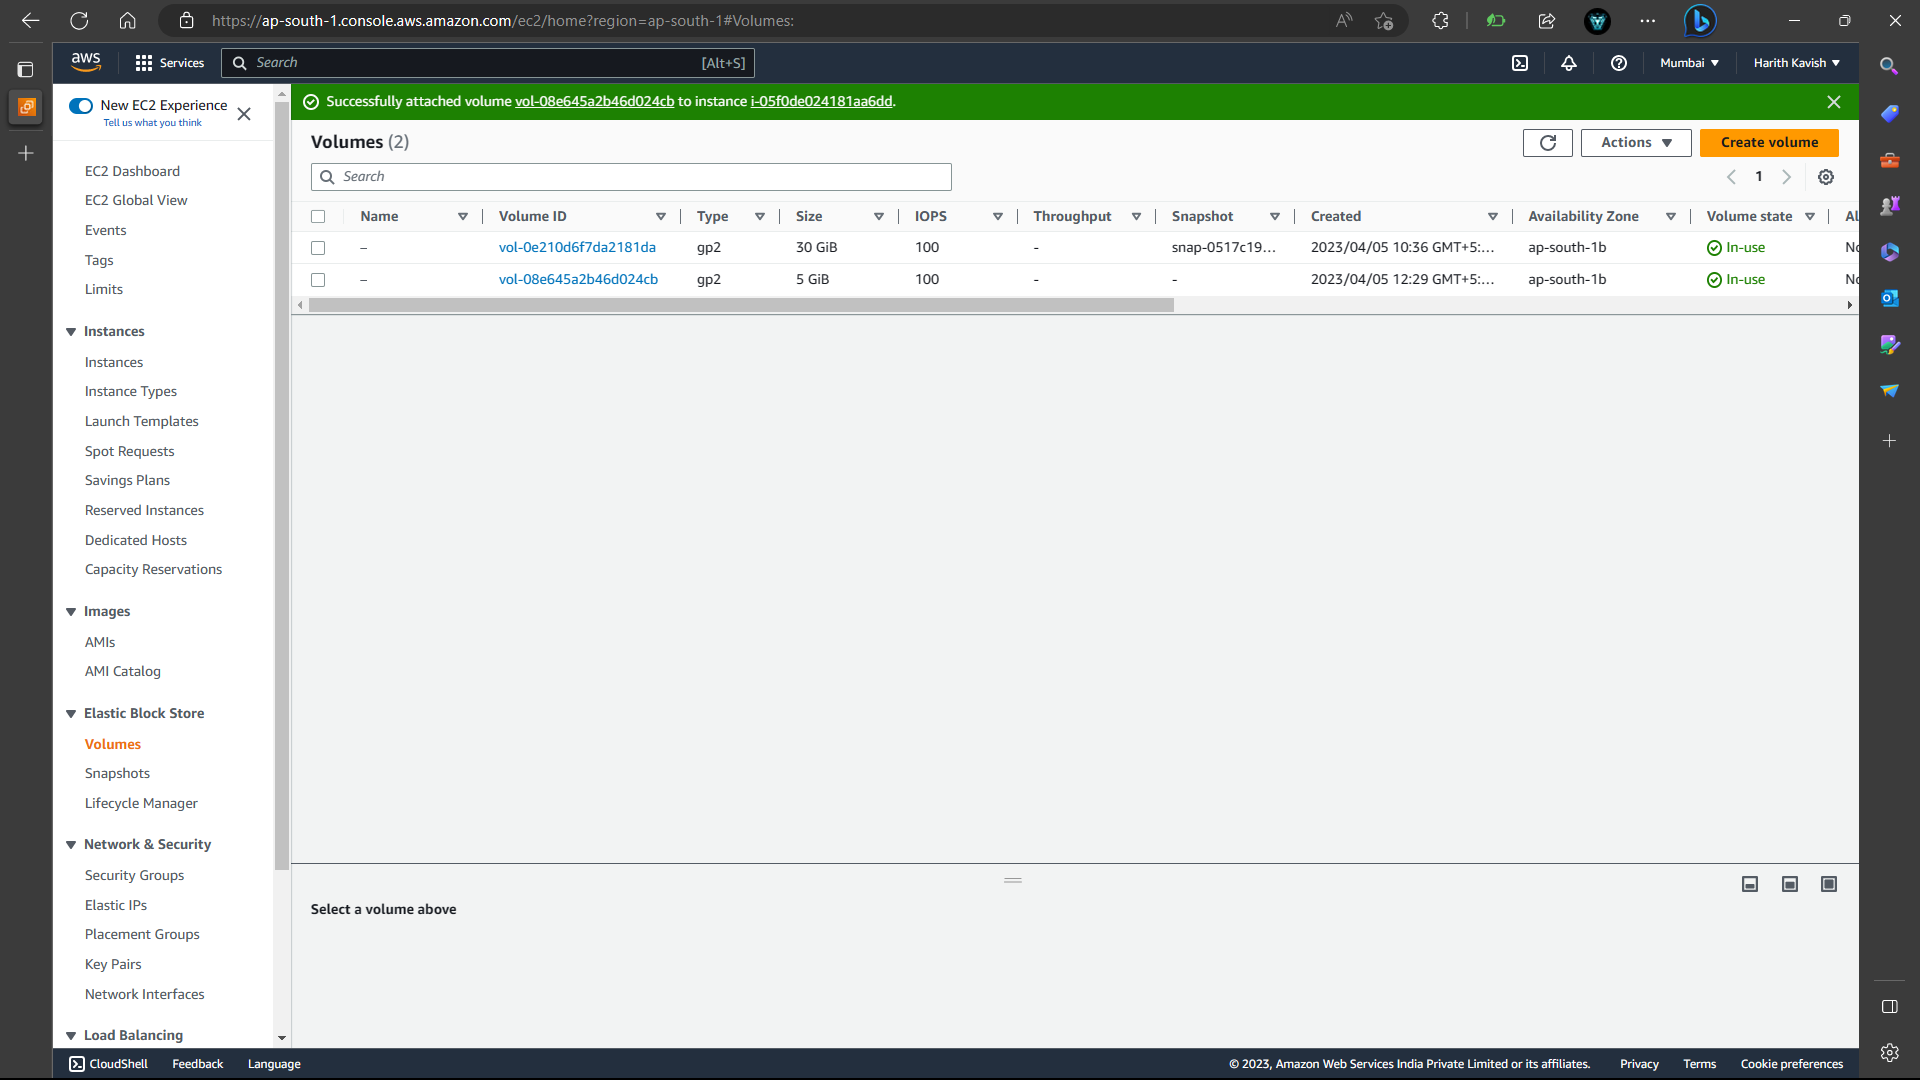 https://ap-south-1.console.aws.amazon.com/ec2/home?region=ap-south-1#Volumes:
aws
Services
Search
[Alt+S]
Mumbai
Harith Kavish
New EC2 Experience
Tell us what you think
EC2 Dashboard
EC2 Global View
Events
Tags
Limits
Instances
Instances
Instance Types
Launch Templates
Spot Requests
Savings Plans
Reserved Instances
Dedicated Hosts
Capacity Reservations
Images
AMIs
AMI Catalog
Elastic Block Store
Volumes
Snapshots
Lifecycle Manager
Network & Security
Security Groups
Elastic IPs
Placement Groups
Key Pairs
Network Interfaces
Load Balancing
Successfully attached volume vol-08e645a2b46d024cb to instance i-05f0de024181aa6dd.
Volumes (2)
Actions
Create volume
Search
1
Name Volume ID Type Size IOPS Throughput Snapshot Created Availability Zone Volume state Al
– vol-0e210d6f7da2181da gp2 30 GiB 100 - snap-0517c19... 2023/04/05 10:36 GMT+5:... ap-south-1b In-use No
– vol-08e645a2b46d024cb gp2 5 GiB 100 - - 2023/04/05 12:29 GMT+5:... ap-south-1b In-use No
Select a volume above
CloudShell
Feedback
Language
© 2023, Amazon Web Services India Private Limited or its affiliates.
Privacy
Terms
Cookie preferences